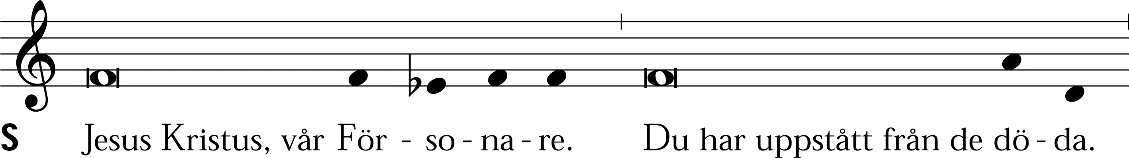 S Jesus Kristus, vår För - so - na - re. Du har uppstått från de dö - da.